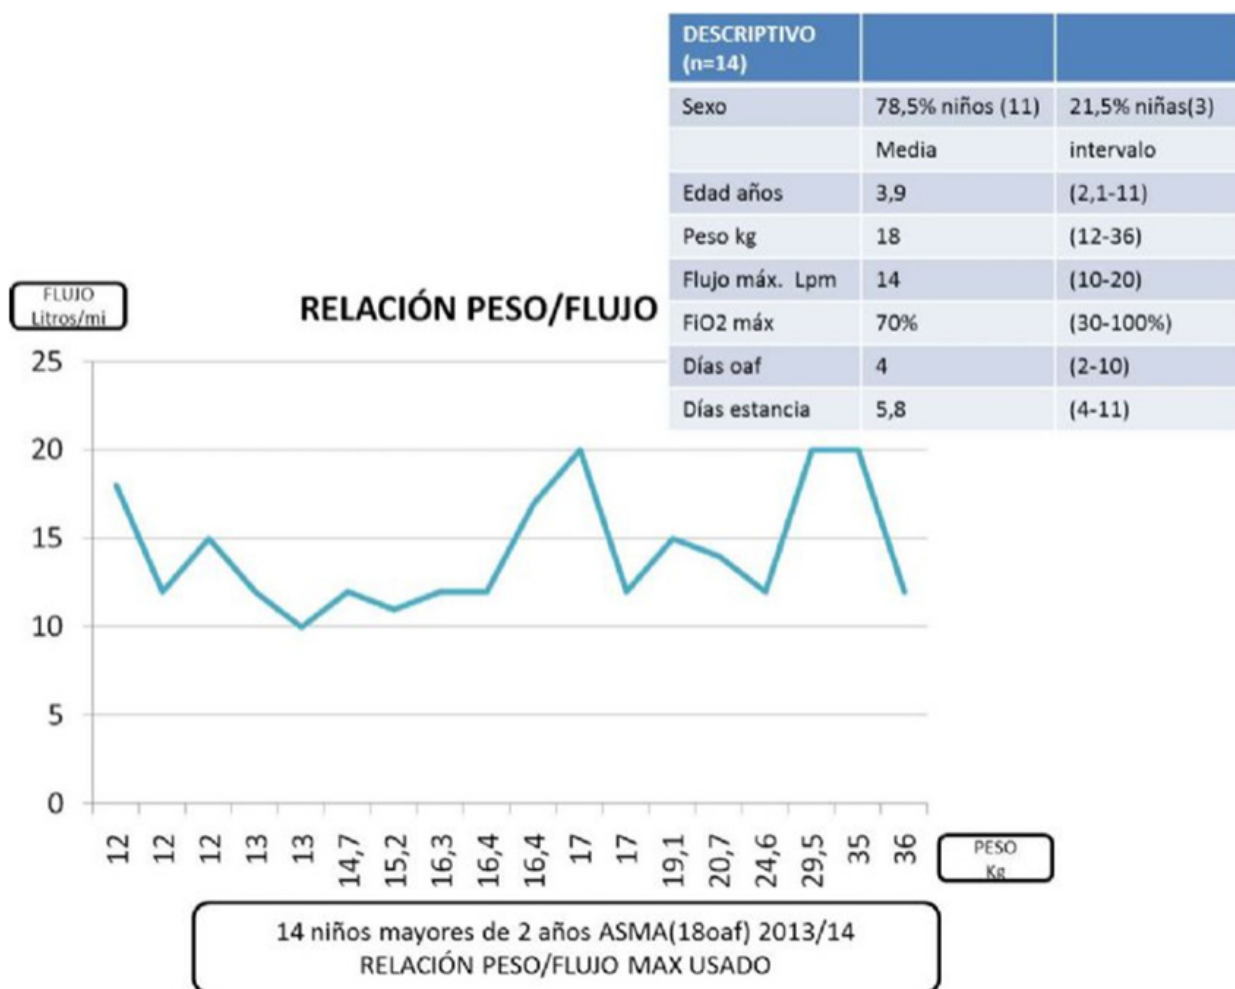 DESCRIPTIVO
(n=14)
Sexo 78,5% niños (11) 21,5% niñas(3)
Media intervalo
Edad años 3,9 (2,1-11)
Peso kg 18 (12-36)
Flujo máx. Lpm 14 (10-20)
FiO2 máx 70% (30-100%)
Días oaf 4 (2-10)
Días estancia 5,8 (4-11)
FLUJO
Litros/mi
RELACIÓN PESO/FLUJO
25
20
15
10
5
0
12 12 12 13 13 14,7 15,2 16,3 16,4 16,4 17 17 19,1 20,7 24,6 29,5 35 36
PESO
Kg
14 niños mayores de 2 años ASMA(18oaf) 2013/14
RELACIÓN PESO/FLUJO MAX USADO